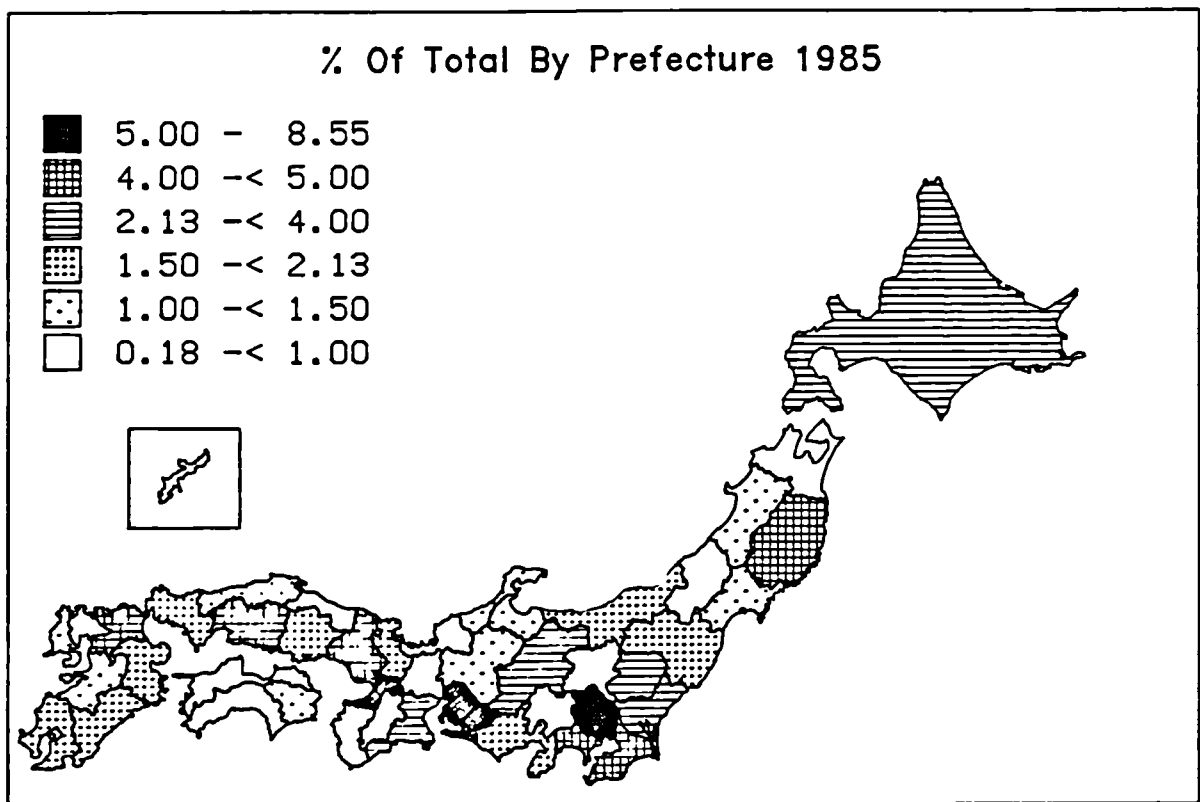 % Of Total By Prefecture 1985
5.00 - 8.55
4.00 -< 5.00
2.13 -< 4.00
1.50 -< 2.13
1.00 -< 1.50
0.18 -< 1.00